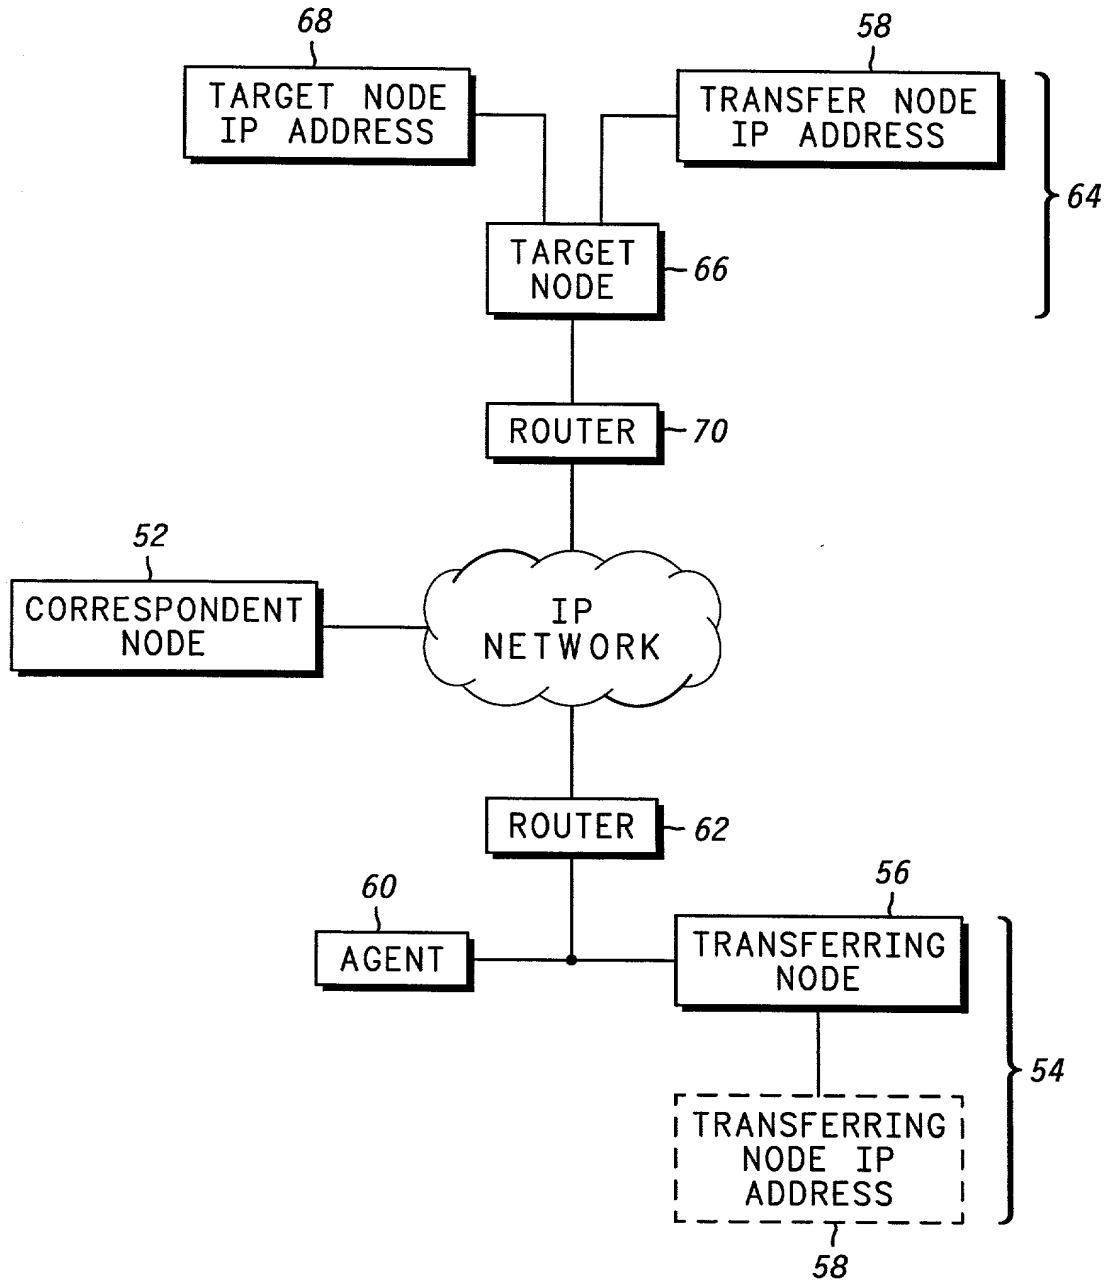 68
58
TARGET NODE
IP ADDRESS
TRANSFER NODE
IP ADDRESS
64
TARGET
NODE
66
ROUTER
70
52
CORRESPONDENT
NODE
IP
NETWORK
ROUTER
62
60
56
AGENT
TRANSFERRING
NODE
54
TRANSFERRING
NODE IP
ADDRESS
58